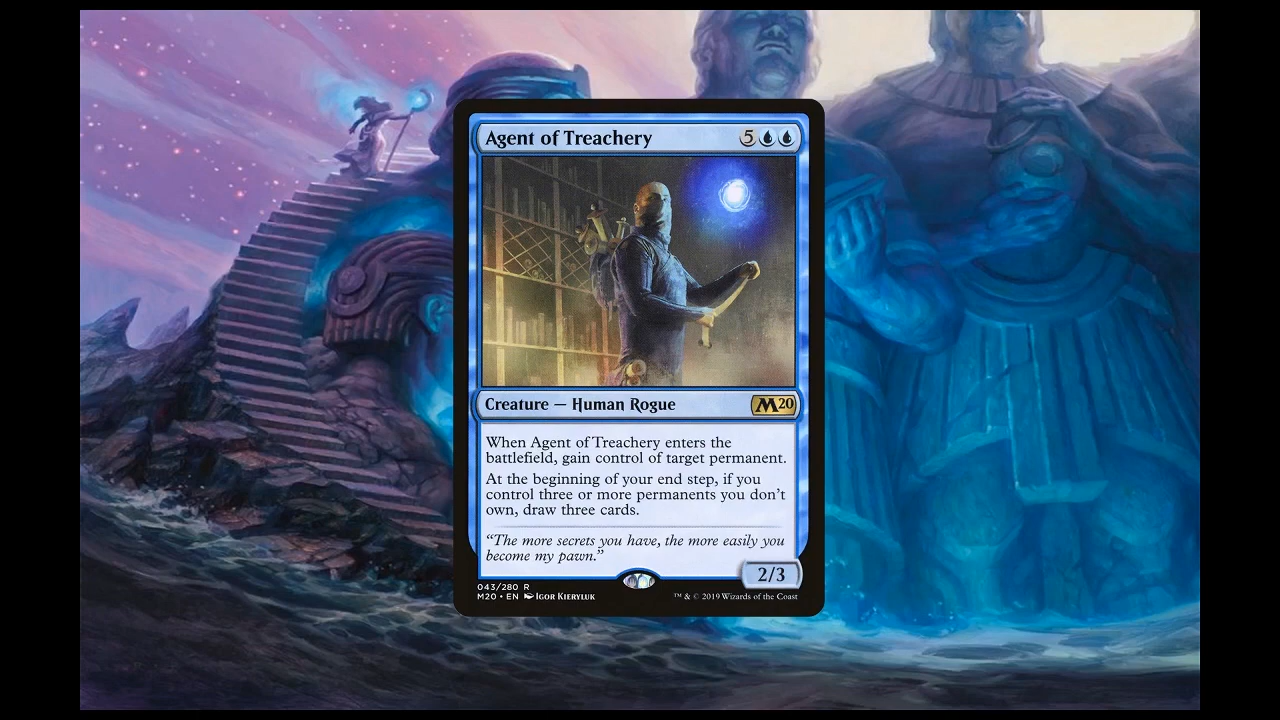 Agent of Treachery 5
Creature — Human Rogue M20
When Agent of Treachery enters the
battlefield, gain control of target permanent.
At the beginning of your end step, if you
control three or more permanents you don't
own, draw three cards.
“The more secrets you have, the more easily you
become my pawn.”
2/3
043/280 R
M20 • EN Igor Kieryluk
™ & © 2019 Wizards of the Coast